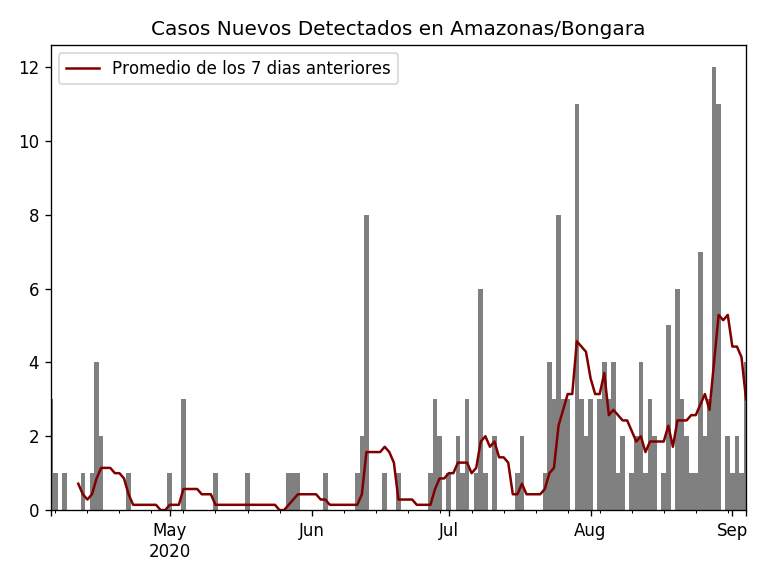 Casos Nuevos Detectados en Amazonas/Bongara
Promedio de los 7 dias anteriores
12
10
8
6
4
2
0
May
2020
Jun
Jul
Aug
Sep